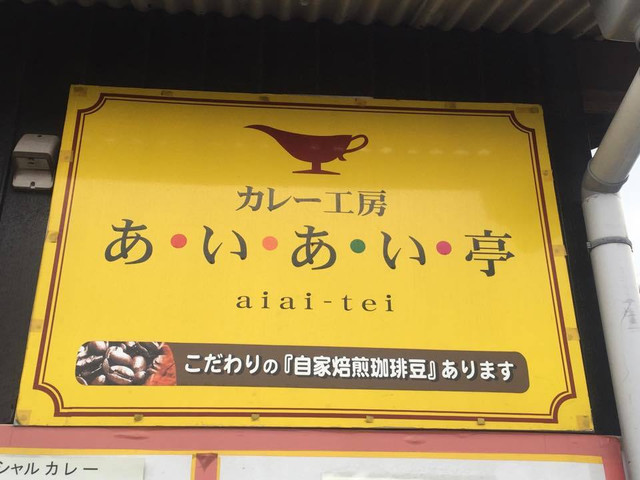 カレー工房
あ・い・あ・い・亭
aiai-tei
こだわりの『自家焙煎珈琲豆』あります
シャル カレー